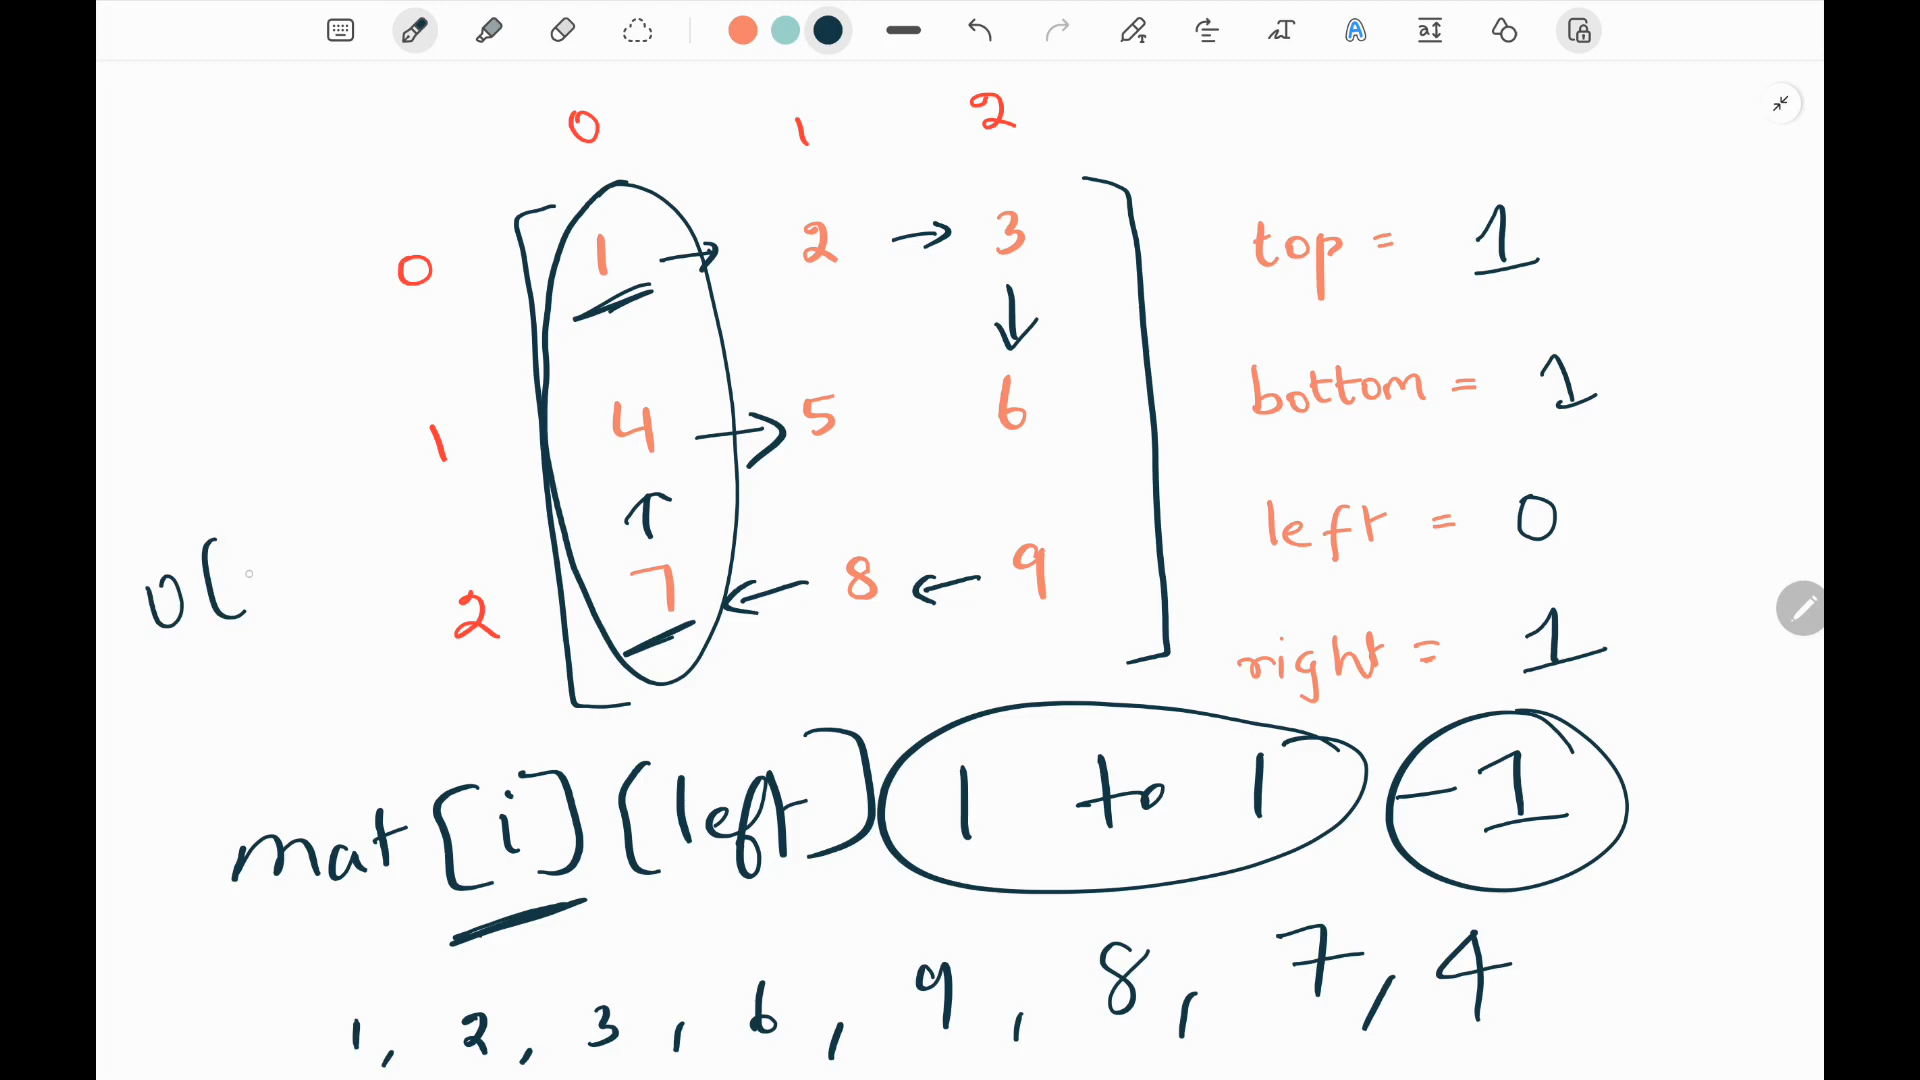 0 1 2
0 1 → 2 → 3 top = 1
↓
1 4 → 5 6 bottom = 1
↑
left = 0
O(
2 7 ← 8 ← 9
right = 1
mat[i][left] 1 to 1 -1
1, 2, 3, 6, 9, 8, 7, 4